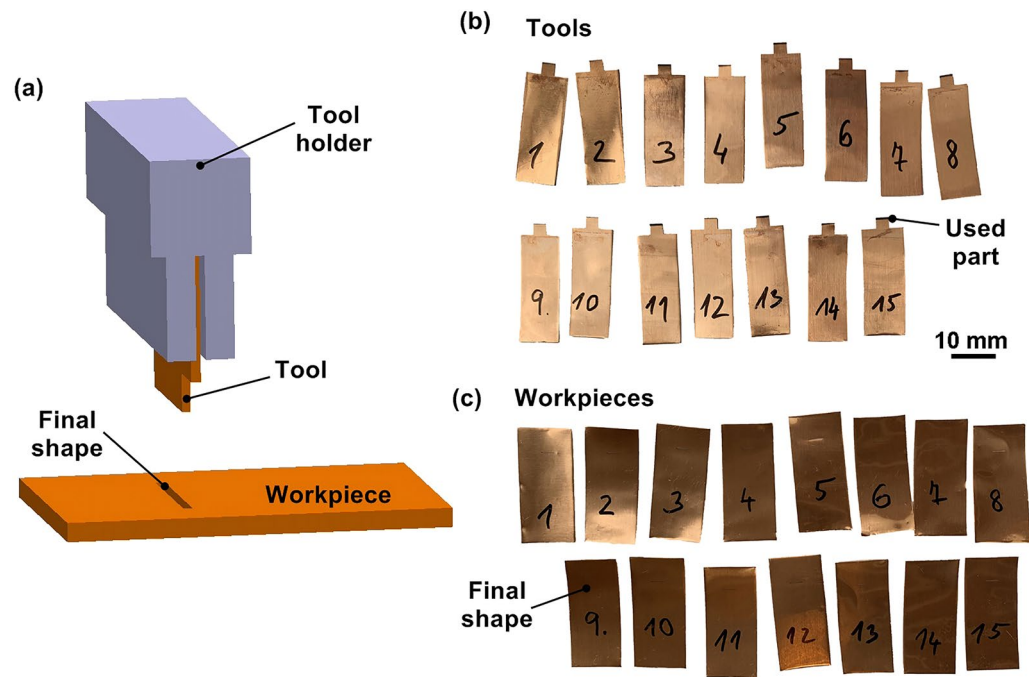 (a)
Tool
holder
Tool
Final
shape
Workpiece
(b) Tools
1 2 3 4 5 6 7 8
9. 10 11 12 13 14 15
Used
part
10 mm
(c) Workpieces
1 2 3 4 5 6 7 8
Final
shape
9. 10 11 12 13 14 15